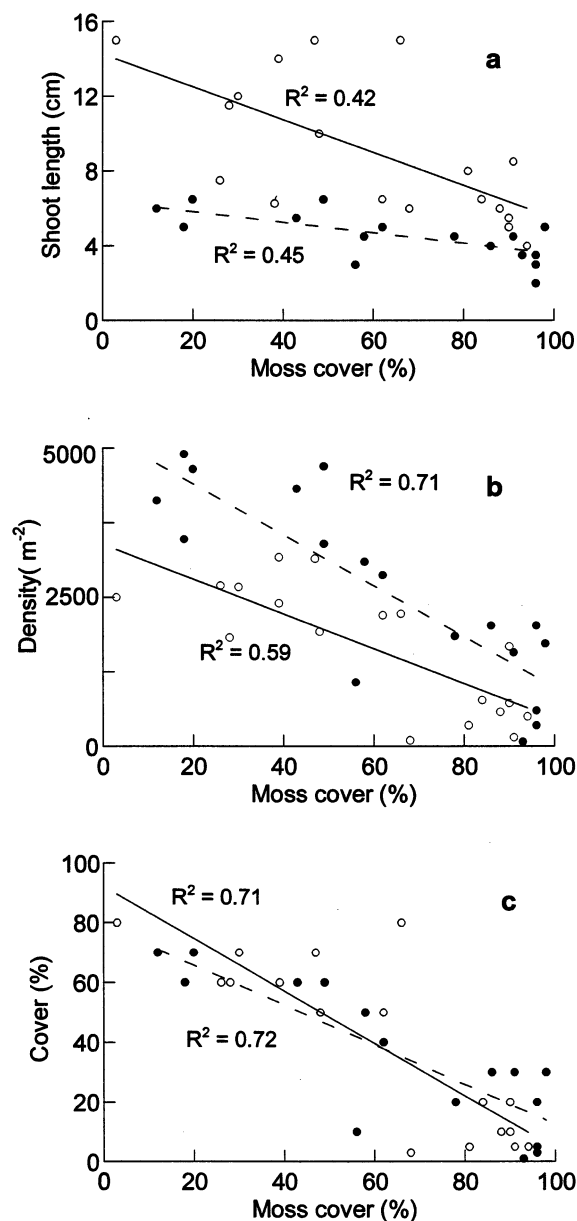 16
12
8
4
0
Shoot length (cm)
a
R² = 0.42
R² = 0.45
0 20 40 60 80 100
Moss cover (%)
5000
2500
0
Density( m⁻²)
b
R² = 0.71
R² = 0.59
0 20 40 60 80 100
Moss cover (%)
100
80
60
40
20
0
Cover (%)
c
R² = 0.71
R² = 0.72
0 20 40 60 80 100
Moss cover (%)